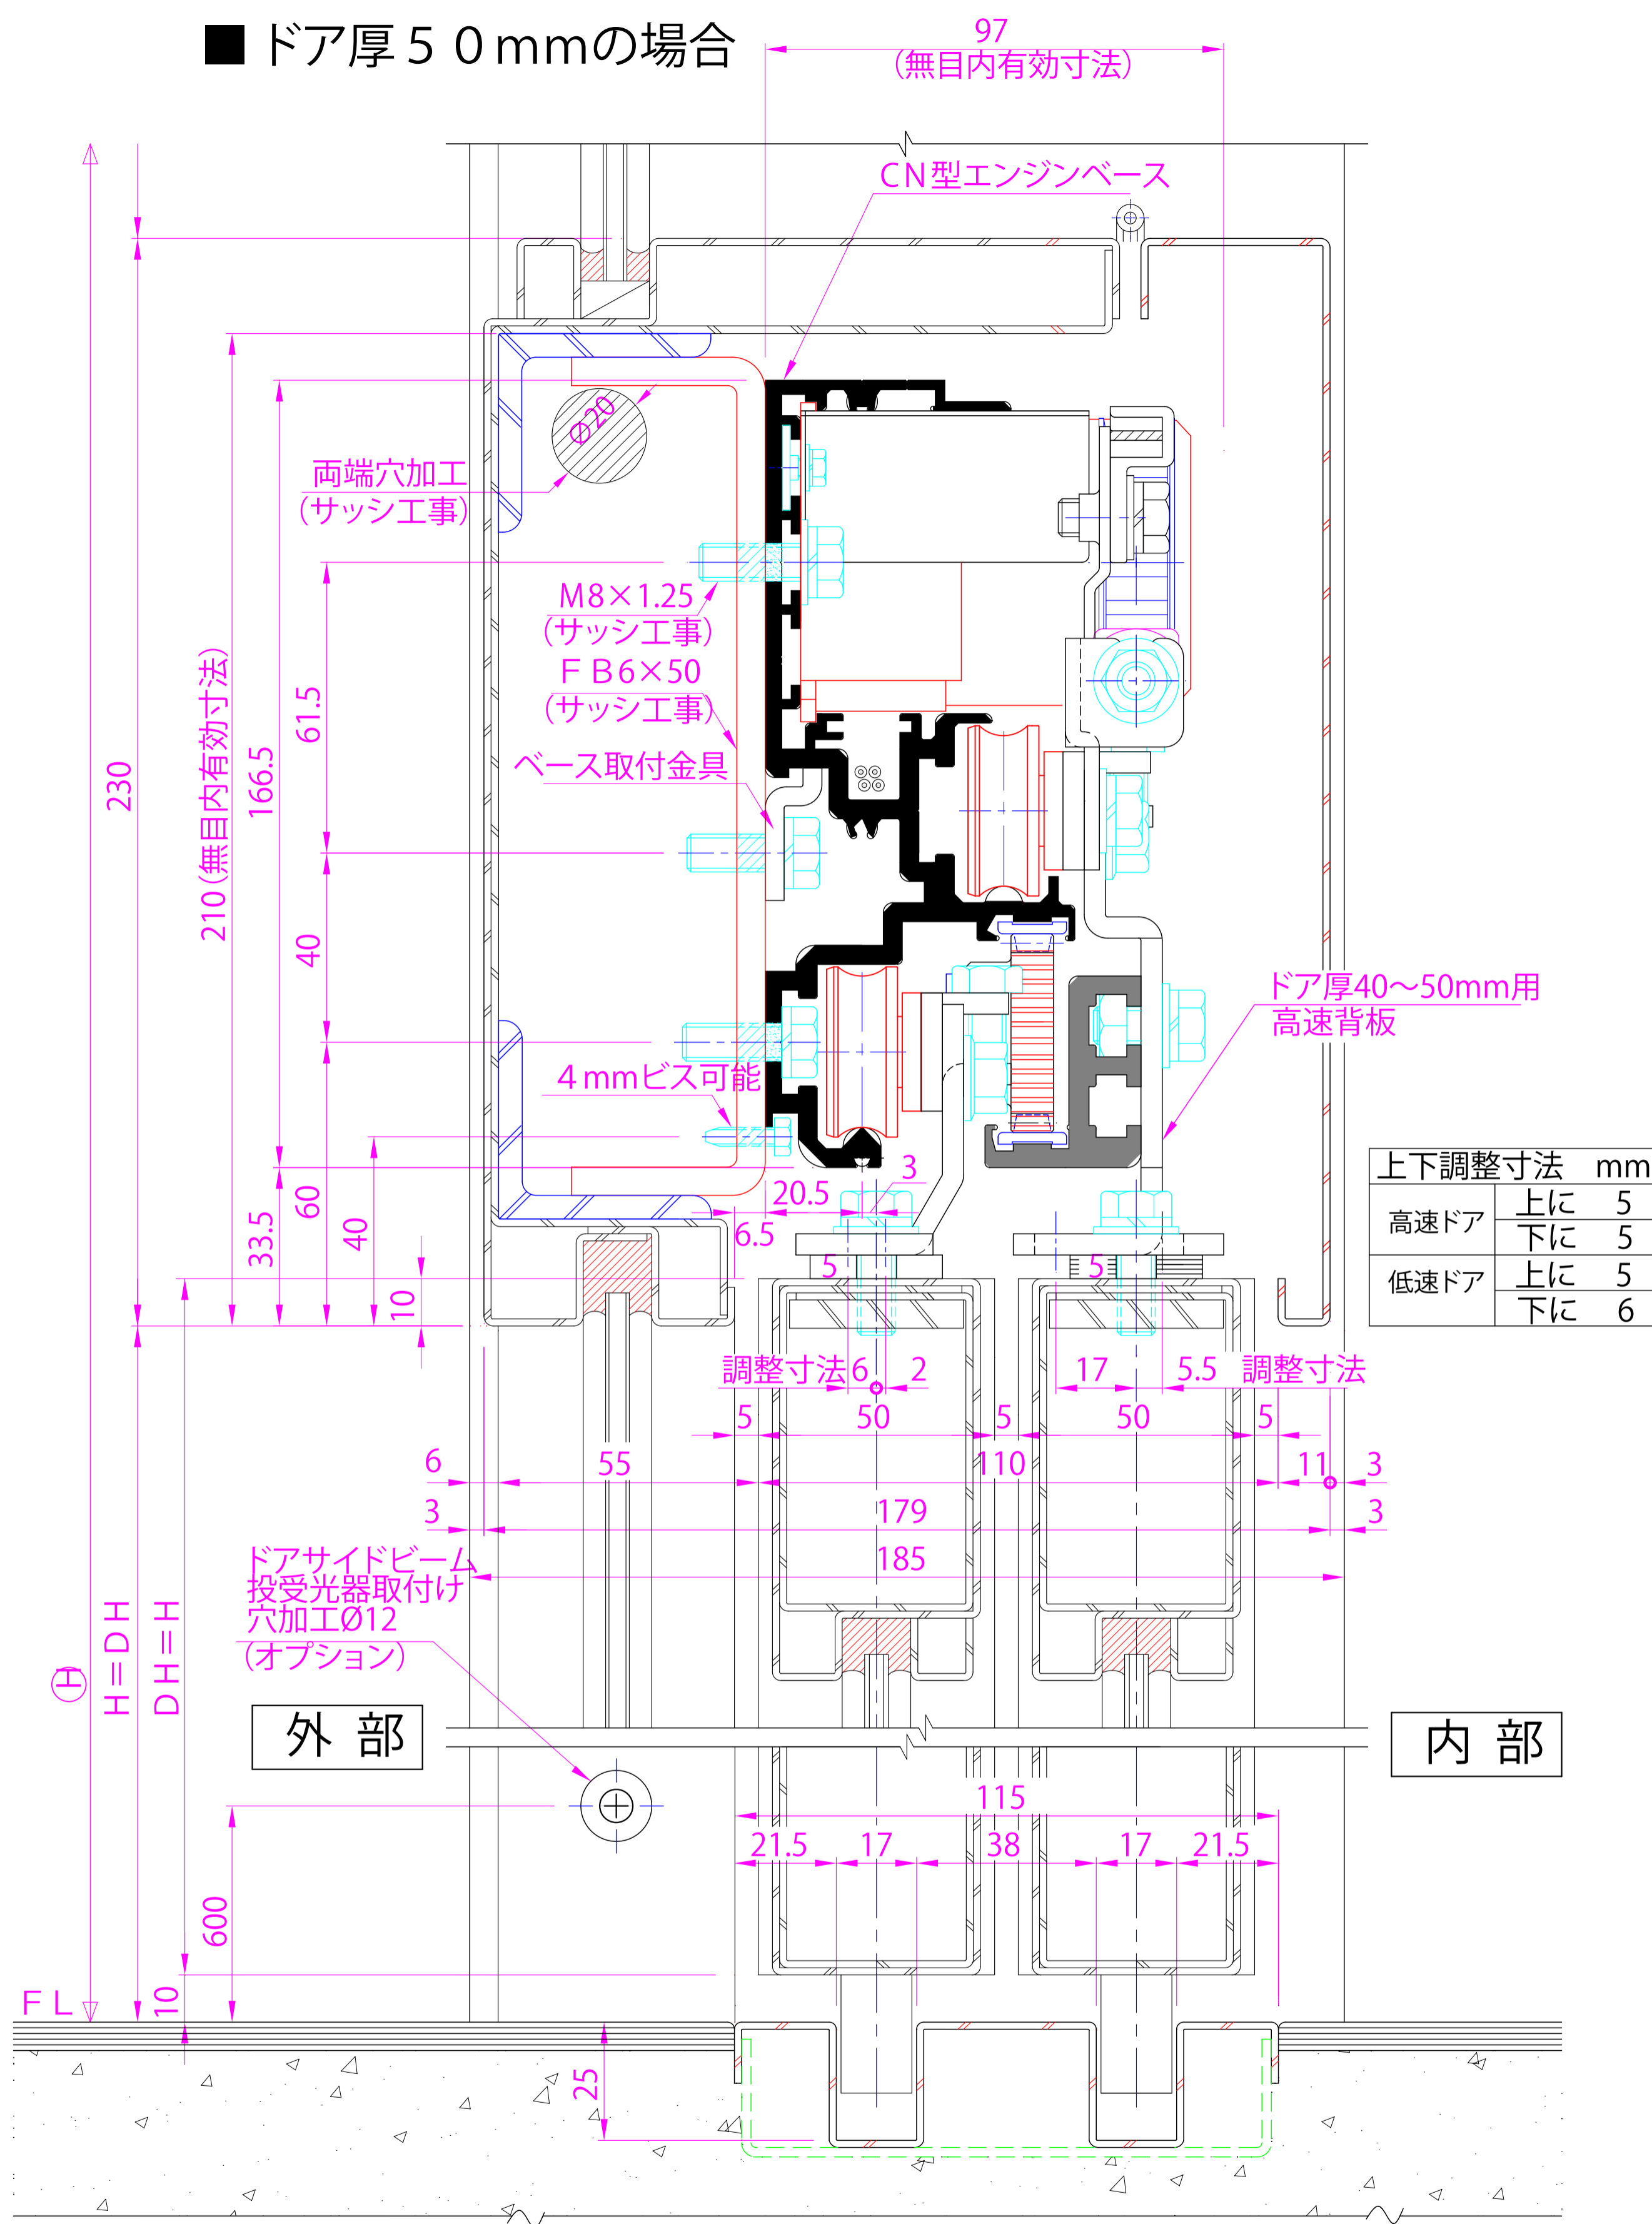 ■ ドア厚５０mmの場合
97
(無目内有効寸法)
CN型エンジンベース
Ø20
両端穴加工
(サッシ工事)
M8×1.25
(サッシ工事)
ＦＢ6×50
(サッシ工事)
ベース取付金具
230
210(無目内有効寸法)
166.5
61.5
40
60
40
33.5
10
4mmビス可能
ドア厚40～50mm用
高速背板
3
20.5
6.5
5
5
上下調整寸法 mm
高速ドア 上に 5
下に 5
低速ドア 上に 5
下に 6
調整寸法6 2
17 5.5 調整寸法
5 50 5 50 5
6 55 110 11 3
3 179 3
185
ドアサイドビーム
投受光器取付け
穴加工Ø12
(オプション)
H
H=DH
DH=H
外 部
内 部
115
21.5 17 38 17 21.5
600
10
ＦＬ
25